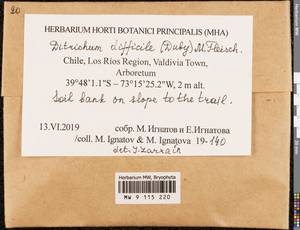 20
HERBARIUM HORTI BOTANICI PRINCIPALIS (MHA)
Ditrichum difficile (Duby) M. Fleisch.
Chile, Los Ríos Region, Valdivia Town,
Arboretum
39°48'1.1"S – 73°15'25.2"W, 2 m alt.
Soil bank on slope to the trail.
13.VI.2019
собр. М. Игнатов и Е.Игнатова
/coll. M. Ignatov & M. Ignatova 19-140
det. J. Larrain
Herbarium MW, Bryophyta
MW 9 115 220